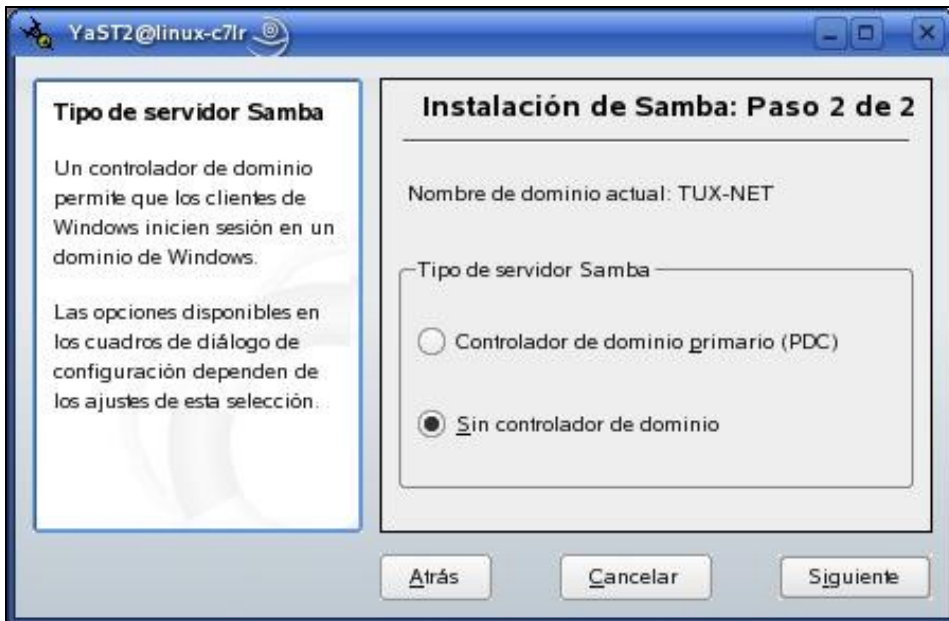 YaST2@linux-c7lr
Tipo de servidor Samba
Un controlador de dominio
permite que los clientes de
Windows inicien sesión en un
dominio de Windows.
Las opciones disponibles en
los cuadros de diálogo de
configuración dependen de
los ajustes de esta selección.
Instalación de Samba: Paso 2 de 2
Nombre de dominio actual: TUX-NET
Tipo de servidor Samba
Controlador de dominio primario (PDC)
Sin controlador de dominio
Atrás
Cancelar
Siguiente